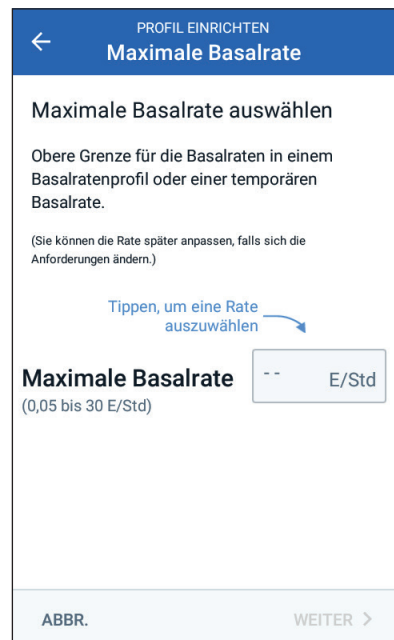 PROFIL EINRICHTEN
Maximale Basalrate
Maximale Basalrate auswählen
Obere Grenze für die Basalraten in einem
Basalratenprofil oder einer temporären
Basalrate.
(Sie können die Rate später anpassen, falls sich die
Anforderungen ändern.)
Tippen, um eine Rate
auszuwählen
Maximale Basalrate -- E/Std
(0,05 bis 30 E/Std)
ABBR. WEITER >